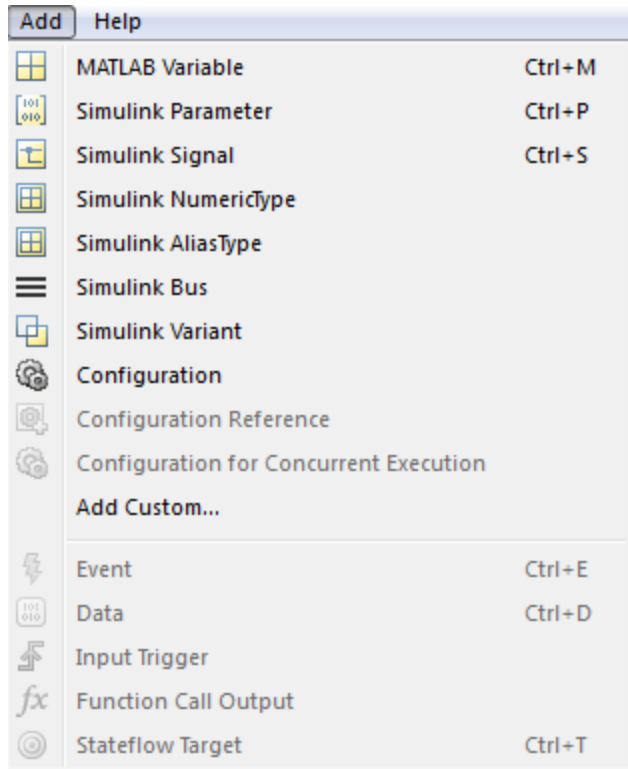 Add Help
MATLAB Variable Ctrl+M
Simulink Parameter Ctrl+P
Simulink Signal Ctrl+S
Simulink NumericType
Simulink AliasType
Simulink Bus
Simulink Variant
Configuration
Configuration Reference
Configuration for Concurrent Execution
Add Custom...
Event Ctrl+E
Data Ctrl+D
Input Trigger
fx Function Call Output
Stateflow Target Ctrl+T